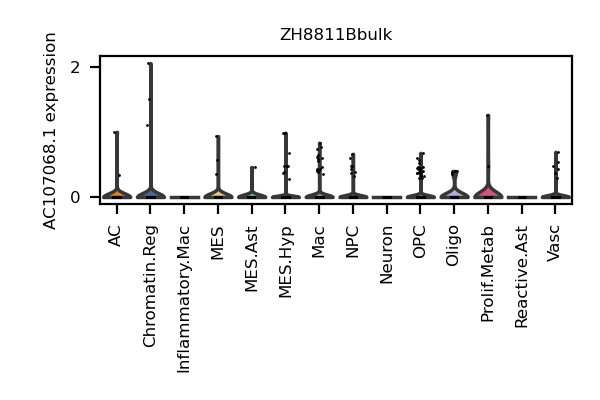 ZH8811Bbulk
AC107068.1 expression
2
0
AC
Chromatin.Reg
Inflammatory.Mac
MES
MES.Ast
MES.Hyp
Mac
NPC
Neuron
OPC
Oligo
Prolif.Metab
Reactive.Ast
Vasc